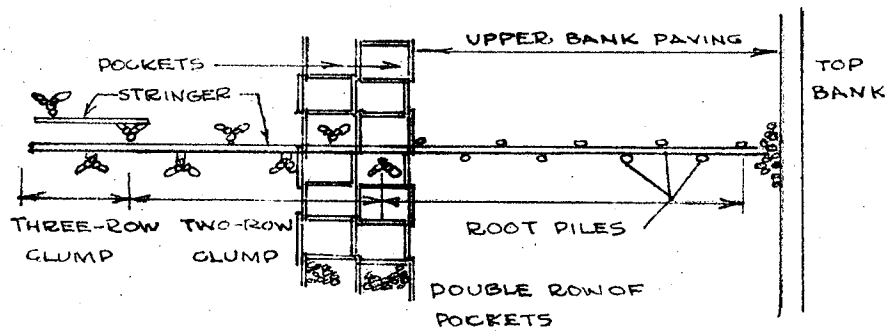 UPPER BANK PAVING
POCKETS
TOP
BANK
STRINGER
THREE-ROW
CLUMP
TWO-ROW
CLUMP
ROOT PILES
DOUBLE ROW OF
POCKETS